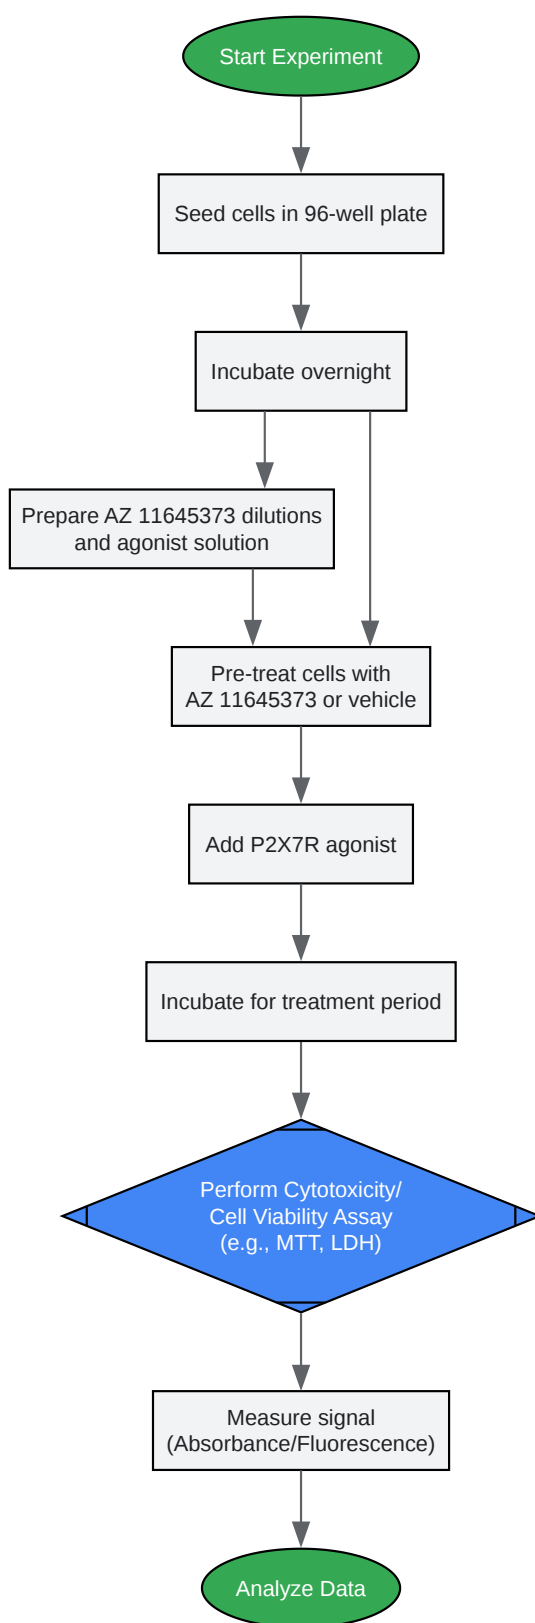 Start Experiment
Seed cells in 96-well plate
Incubate overnight
Prepare AZ 11645373 dilutions
and agonist solution
Pre-treat cells with
AZ 11645373 or vehicle
Add P2X7R agonist
Incubate for treatment period
Perform Cytotoxicity/
Cell Viability Assay
(e.g., MTT, LDH)
Measure signal
(Absorbance/Fluorescence)
Analyze Data